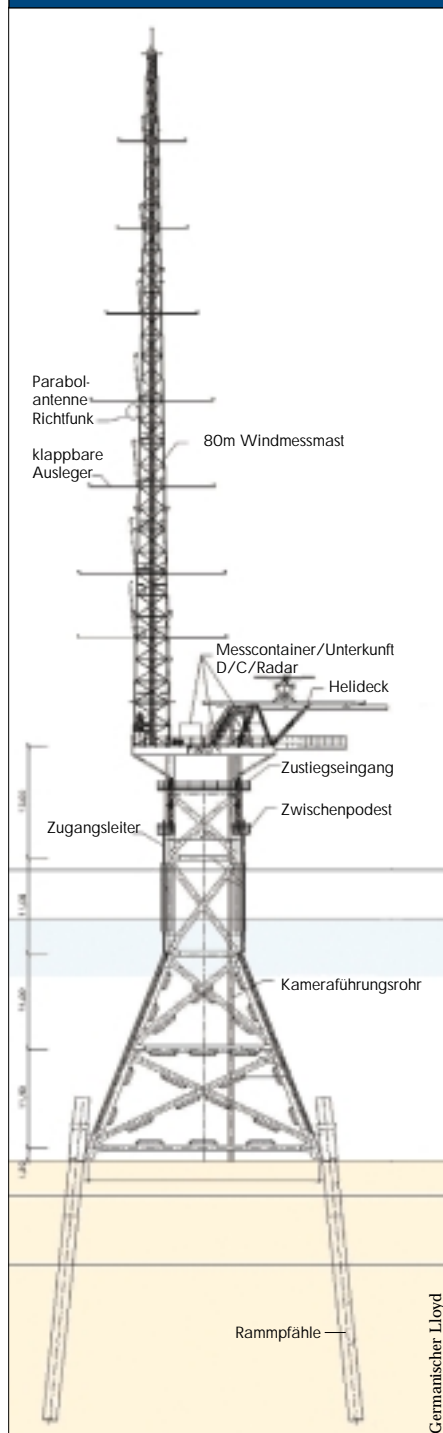 Parabol-
antenne
Richtfunk
80m Windmessmast
klappbare
Ausleger
Messcontainer/Unterkunft
D/C/Radar
Helideck
Zustiegseingang
Zwischenpodest
Zugangsleiter
Kameraführungsrohr
Rammpfähle
Germanischer Lloyd